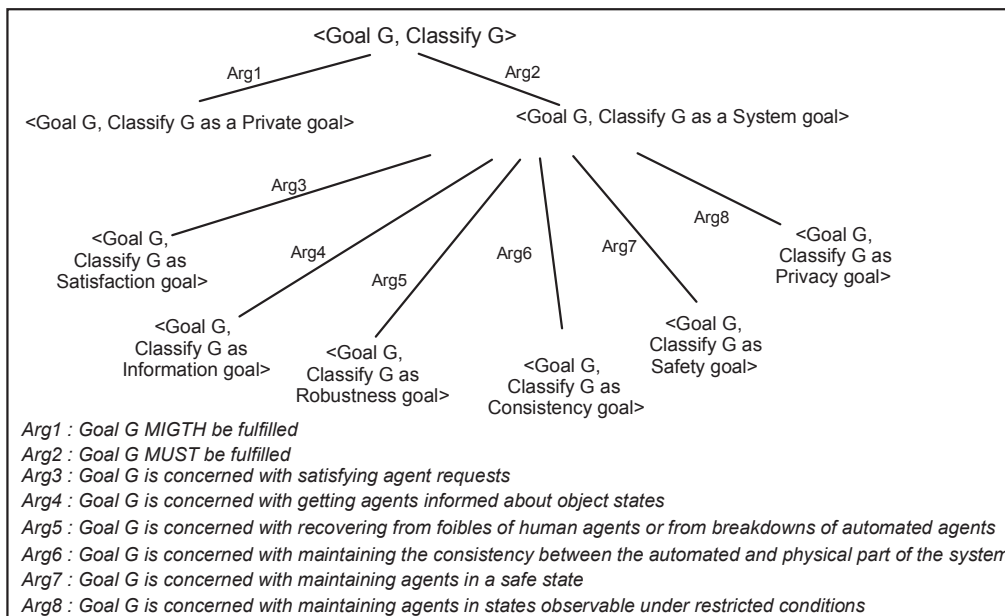 <Goal G, Classify G>
Arg1
Arg2
<Goal G, Classify G as a Private goal>
<Goal G, Classify G as a System goal>
Arg3
Arg4
Arg5
Arg6
Arg7
Arg8
<Goal G,
Classify G as
Satisfaction goal>
<Goal G,
Classify G as
Information goal>
<Goal G,
Classify G as
Robustness goal>
<Goal G,
Classify G as
Consistency goal>
<Goal G,
Classify G as
Safety goal>
<Goal G,
Classify G as
Privacy goal>
Arg1 : Goal G MIGTH be fulfilled
Arg2 : Goal G MUST be fulfilled
Arg3 : Goal G is concerned with satisfying agent requests
Arg4 : Goal G is concerned with getting agents informed about object states
Arg5 : Goal G is concerned with recovering from foibles of human agents or from breakdowns of automated agents
Arg6 : Goal G is concerned with maintaining the consistency between the automated and physical part of the system
Arg7 : Goal G is concerned with maintaining agents in a safe state
Arg8 : Goal G is concerned with maintaining agents in states observable under restricted conditions